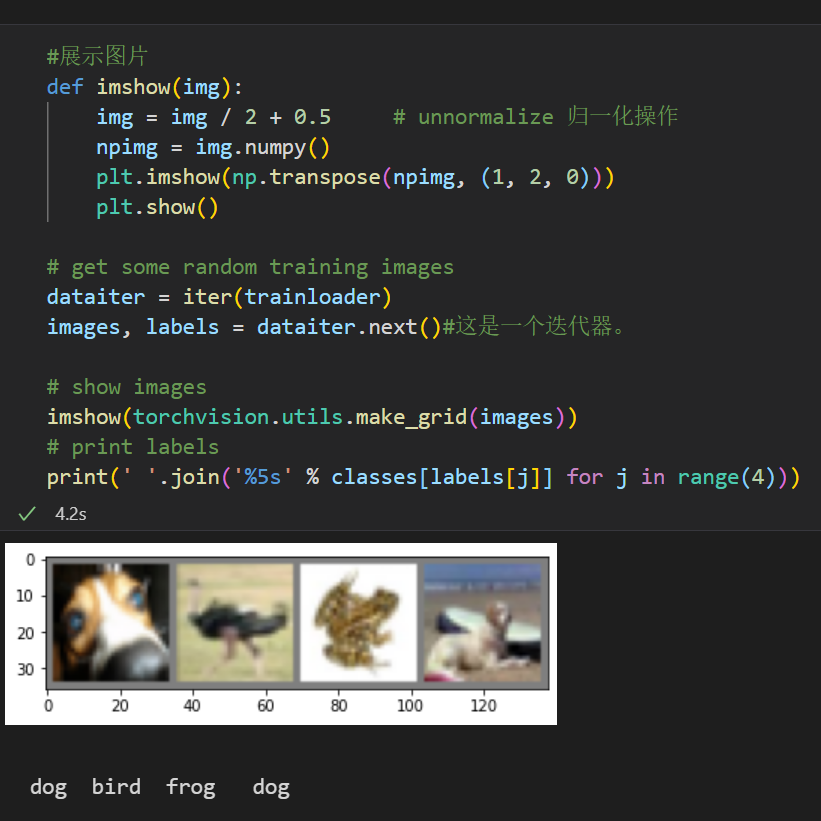 #展示图片
def imshow(img):
    img = img / 2 + 0.5     # unnormalize 归一化操作
    npimg = img.numpy()
    plt.imshow(np.transpose(npimg, (1, 2, 0)))
    plt.show()
# get some random training images
dataiter = iter(trainloader)
images, labels = dataiter.next()#这是一个迭代器。
# show images
imshow(torchvision.utils.make_grid(images))
# print labels
print(' '.join('%5s' % classes[labels[j]] for j in range(4)))
4.2s
0
10
20
30
0 20 40 60 80 100 120
dog  bird  frog   dog